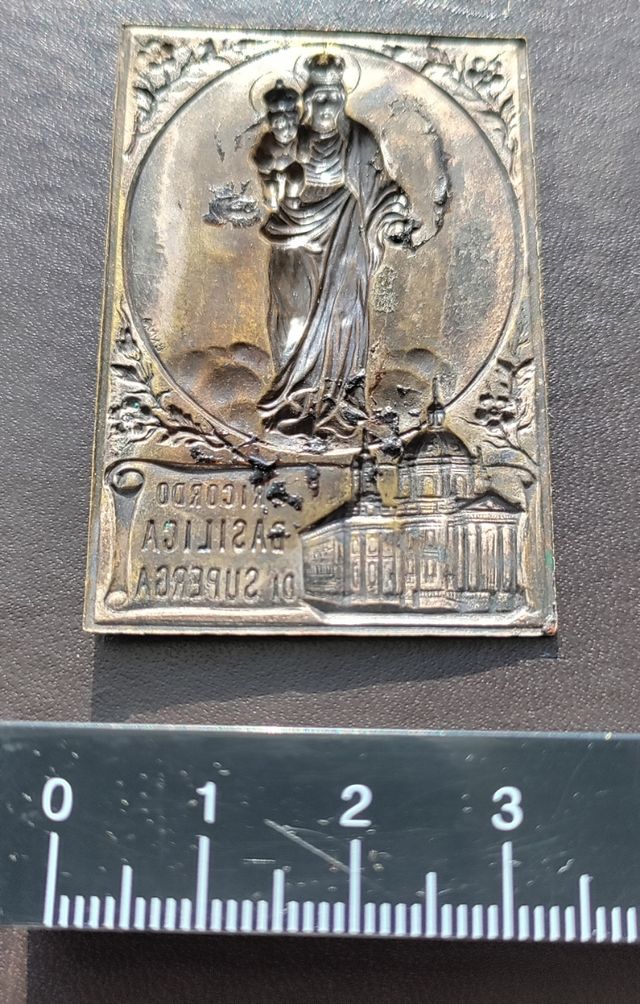 RICORDO
BASILICA
DI SUPERGA
0 1 2 3